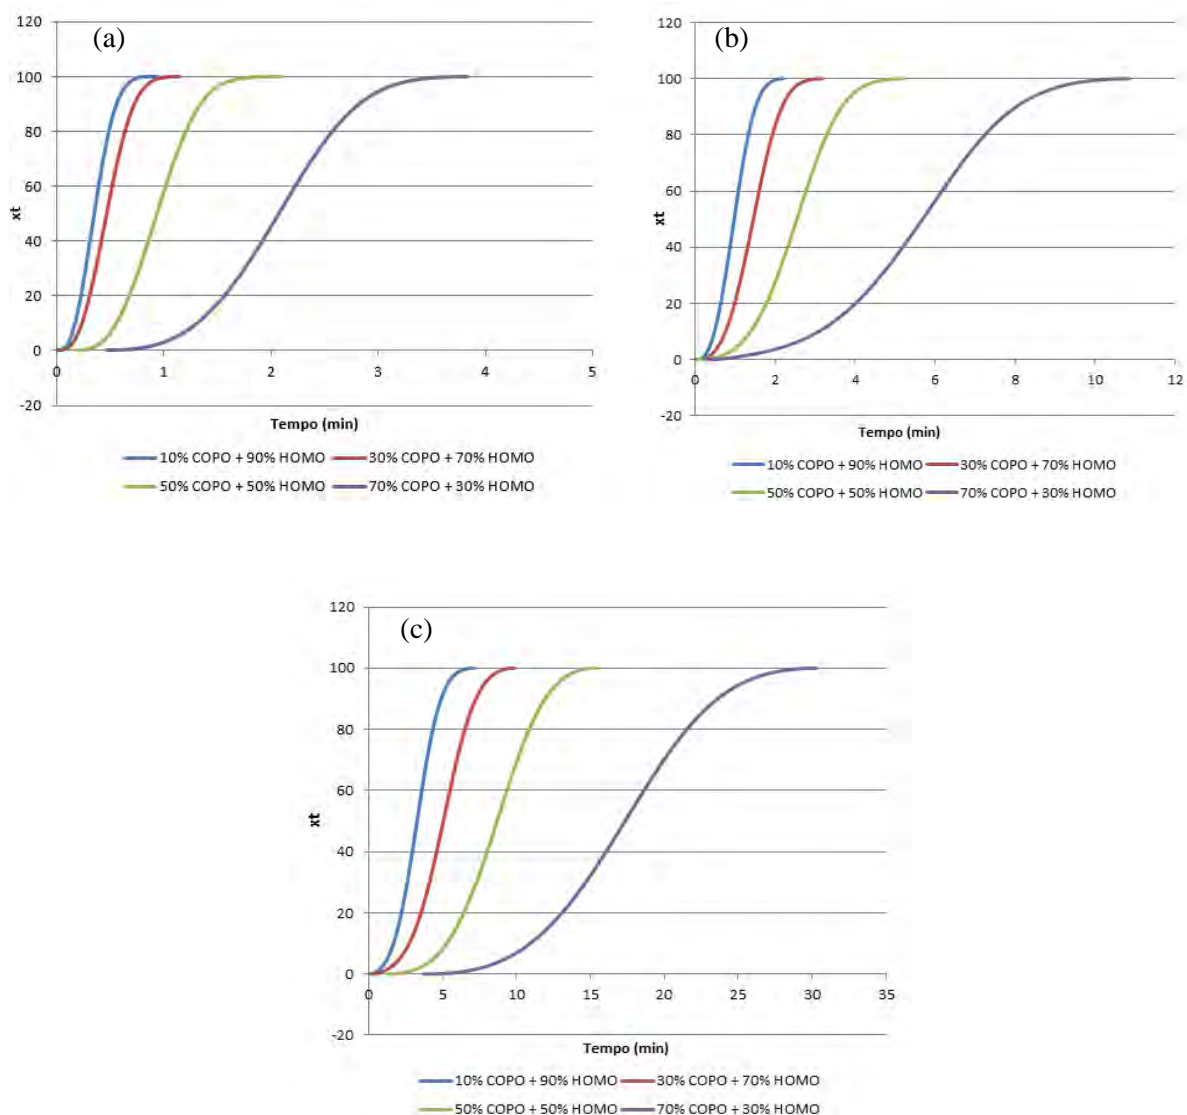 (a)
120
100
80
60
40
20
0
-20
xt
0 1 2 3 4 5
Tempo (min)
10% COPO + 90% HOMO 30% COPO + 70% HOMO
50% COPO + 50% HOMO 70% COPO + 30% HOMO
(b)
120
100
80
60
40
20
0
-20
xt
0 2 4 6 8 10 12
Tempo (min)
10% COPO + 90% HOMO 30% COPO + 70% HOMO
50% COPO + 50% HOMO 70% COPO + 30% HOMO
(c)
120
100
80
60
40
20
0
-20
xt
0 5 10 15 20 25 30 35
Tempo (min)
10% COPO + 90% HOMO 30% COPO + 70% HOMO
50% COPO + 50% HOMO 70% COPO + 30% HOMO